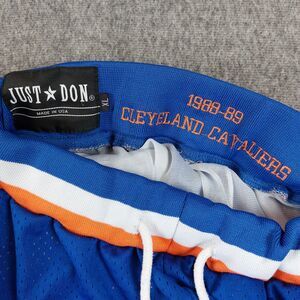 JUST★DON®
MADE IN USA
XL
1988-89
CLEVELAND CAVALIERS